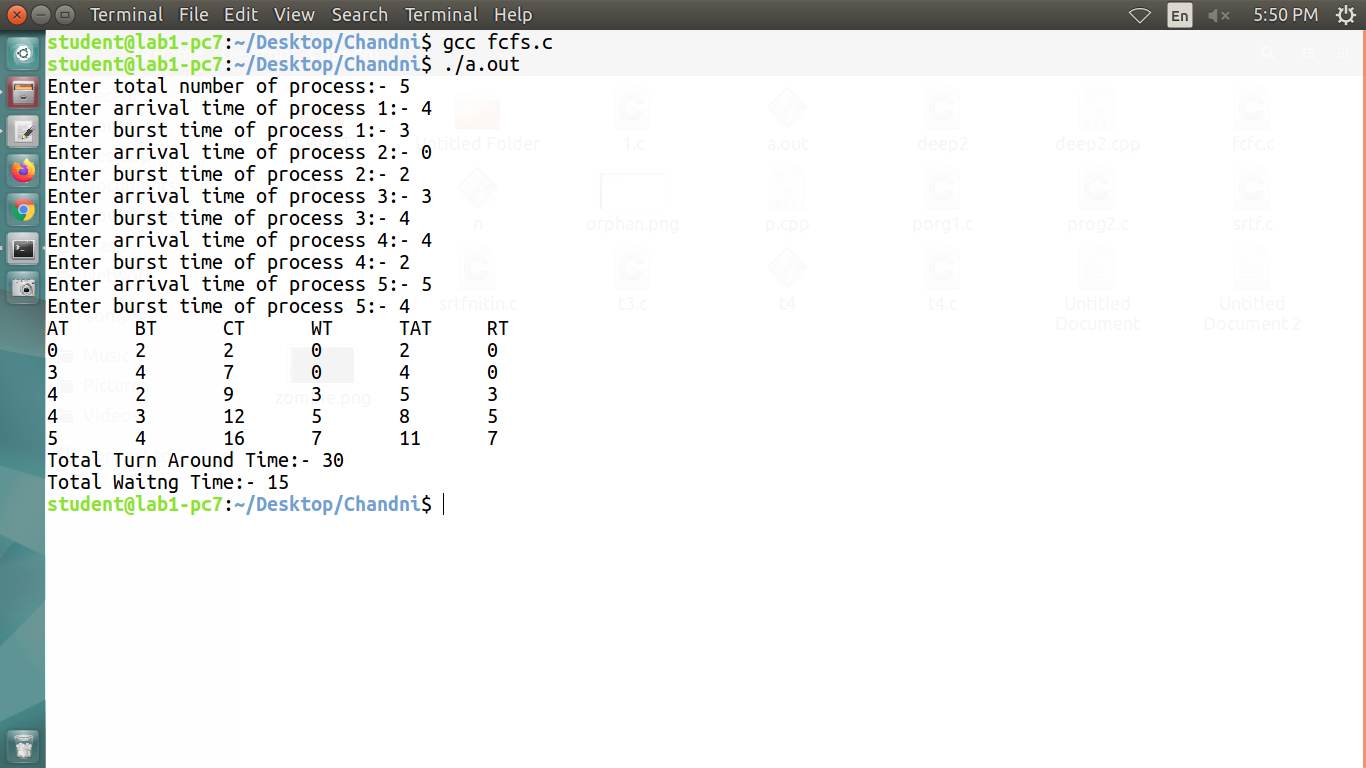 Terminal File Edit View Search Terminal Help En 5:50 PM
student@lab1-pc7:~/Desktop/Chandni$ gcc fcfs.c
student@lab1-pc7:~/Desktop/Chandni$ ./a.out
Enter total number of process:- 5
Enter arrival time of process 1:- 4
Enter burst time of process 1:- 3
Enter arrival time of process 2:- 0
Enter burst time of process 2:- 2
Enter arrival time of process 3:- 3
Enter burst time of process 3:- 4
Enter arrival time of process 4:- 4
Enter burst time of process 4:- 2
Enter arrival time of process 5:- 5
Enter burst time of process 5:- 4
AT BT CT WT TAT RT
0 2 2 0 2 0
3 4 7 0 4 0
4 2 9 3 5 3
4 3 12 5 8 5
5 4 16 7 11 7
Total Turn Around Time:- 30
Total Waitng Time:- 15
student@lab1-pc7:~/Desktop/Chandni$
Untitled Folder 1.c a.out deep2 deep2.cpp fcfc.c
n orphan.png p.cpp porg1.c prog2.c srtf.c
srtfnitin.c t3.c t4 t4.c Untitled Document Untitled Document 2